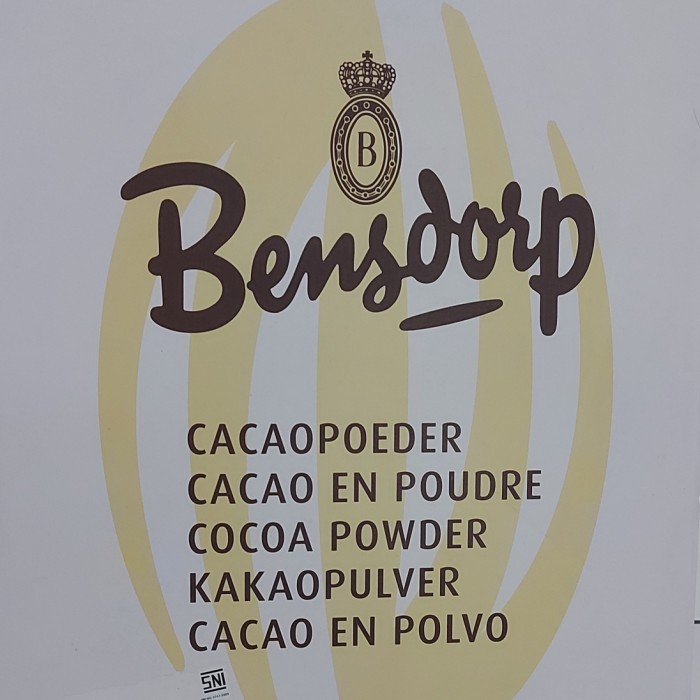 B
Bensdorp
CACAOPOEDER
CACAO EN POUDRE
COCOA POWDER
KAKAOPULVER
CACAO EN POLVO
SNI